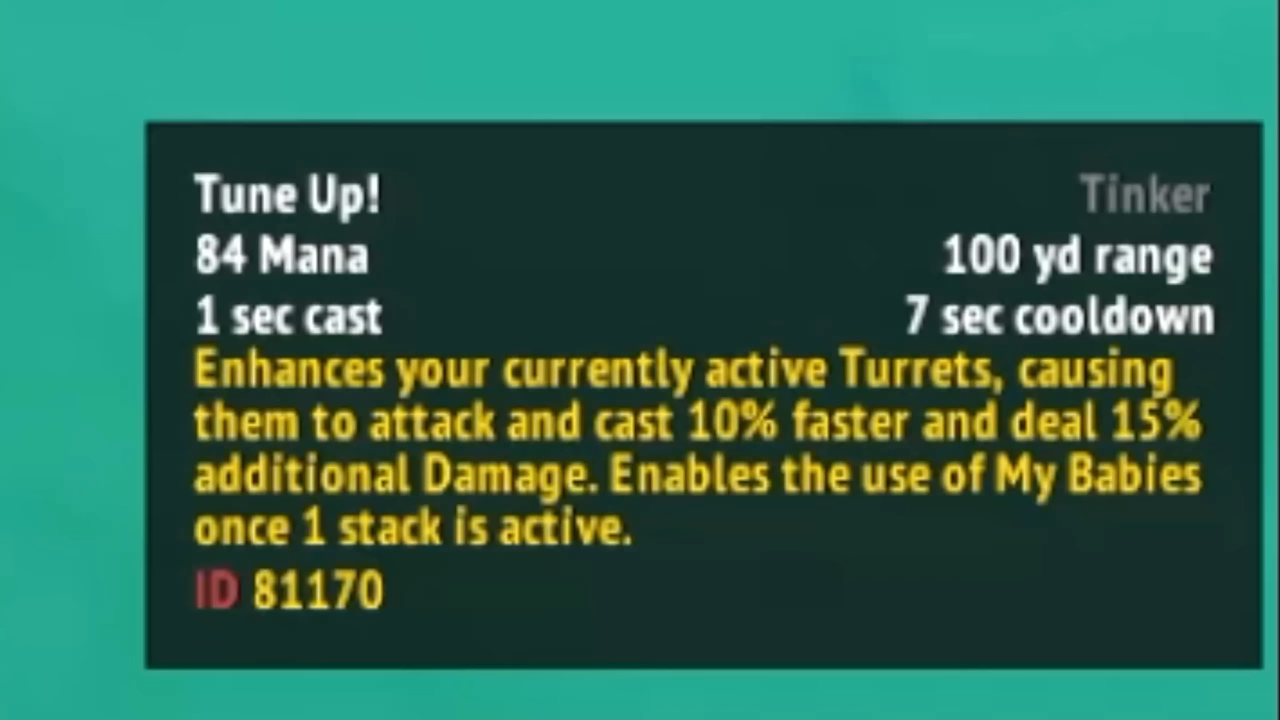 Tune Up! Tinker
84 Mana 100 yd range
1 sec cast 7 sec cooldown
Enhances your currently active Turrets, causing
them to attack and cast 10% faster and deal 15%
additional Damage. Enables the use of My Babies
once 1 stack is active.
ID 81170